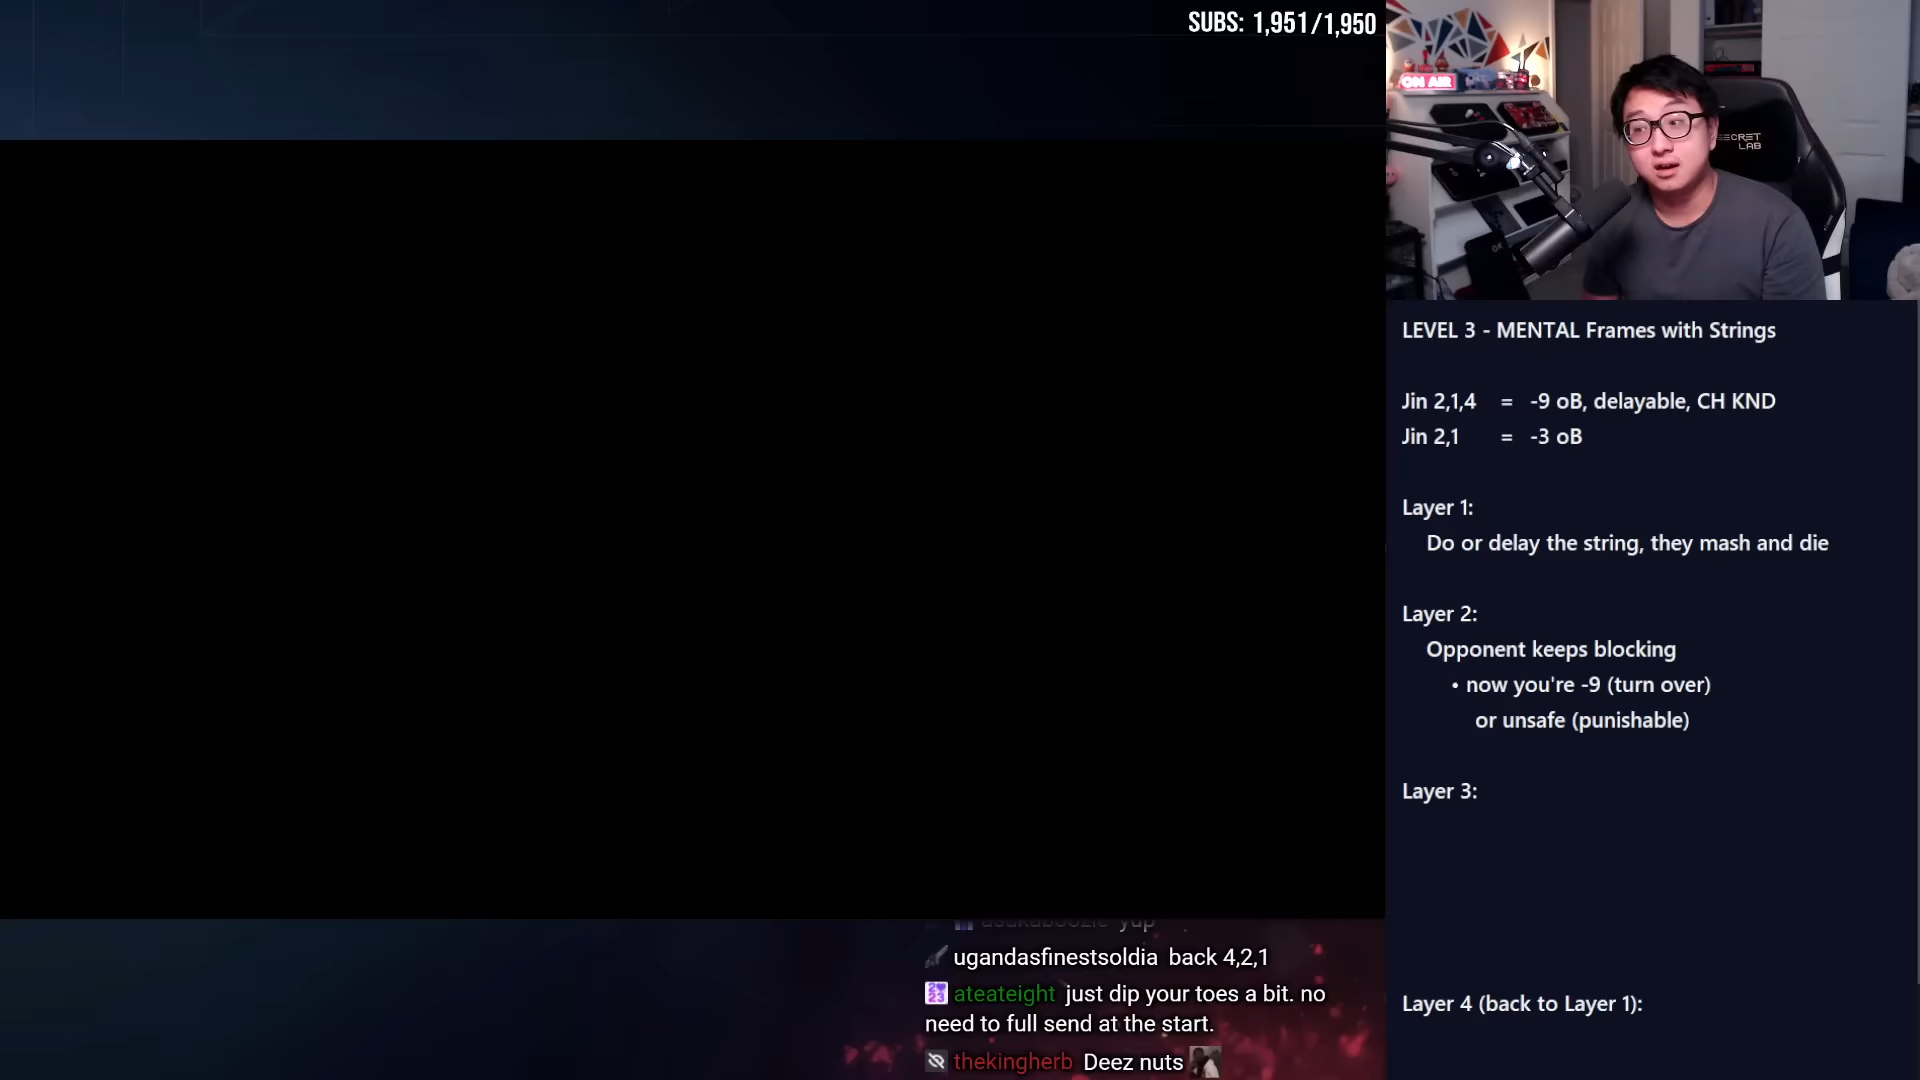 SUBS: 1,951/1,950
ON AIR
SECRET
LAB
LEVEL 3 - MENTAL Frames with Strings
Jin 2,1,4 = -9 oB, delayable, CH KND
Jin 2,1 = -3 oB
Layer 1:
Do or delay the string, they mash and die
Layer 2:
Opponent keeps blocking
• now you're -9 (turn over)
or unsafe (punishable)
Layer 3:
Layer 4 (back to Layer 1):
yup
ugandasfinestsoldia back 4,2,1
ateateight just dip your toes a bit. no
need to full send at the start.
thekingherb Deez nuts